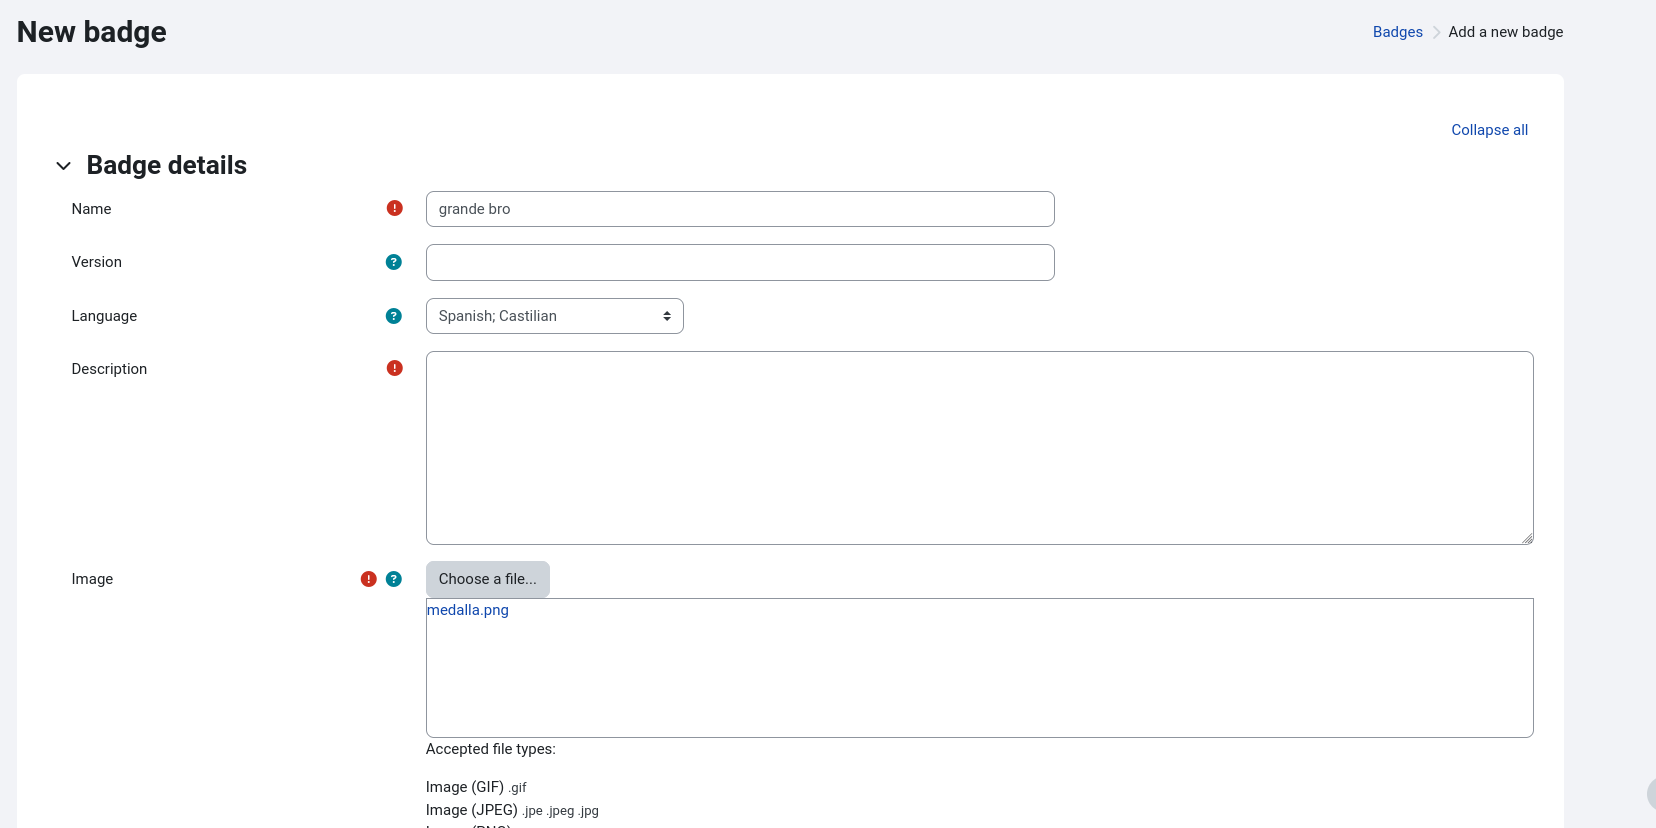 New badge
Badges > Add a new badge
Collapse all
Badge details
Name
grande bro
Version
Language
Spanish; Castilian
Description
Image
Choose a file...
medalla.png
Accepted file types:
Image (GIF) .gif
Image (JPEG) .jpe .jpeg .jpg